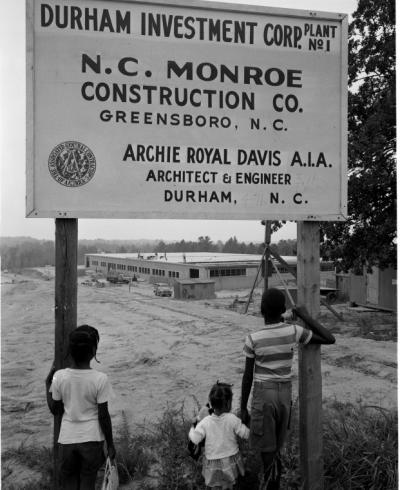 DURHAM INVESTMENT CORP. PLANT Nº1
N.C. MONROE
CONSTRUCTION CO.
GREENSBORO, N.C.
ARCHIE ROYAL DAVIS A.I.A.
ARCHITECT & ENGINEER
DURHAM, N.C.